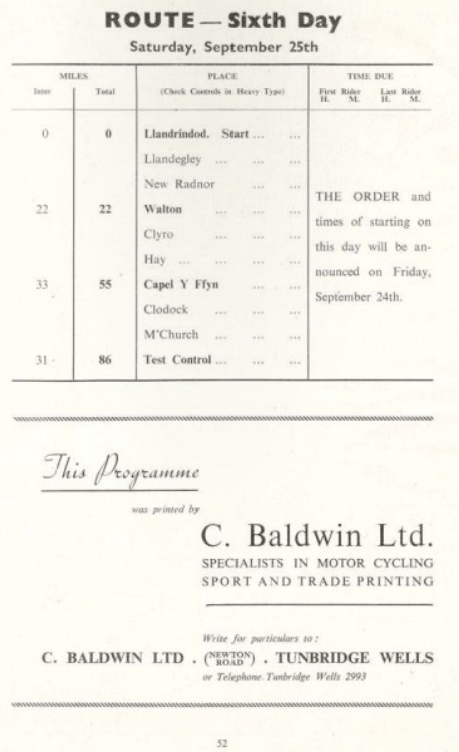 ROUTE — Sixth Day
Saturday, September 25th
MILES PLACE TIME DUE
Inter Total (Check Controls in Heavy Type) First Rider Last Rider
H. M. H. M.
0 0 Llandrindod. Start ... ...
Llandegley ... ... ...
New Radnor ... ...
22 22 Walton ... ... ...
Clyro ... ... ...
Hay ... ... ... ...
33 55 Capel Y Ffyn ... ...
Clodock ... ... ...
M'Church ... ... ...
31 86 Test Control ... ... ...
THE ORDER and
times of starting on
this day will be an-
nounced on Friday,
September 24th.
This Programme
was printed by
C. Baldwin Ltd.
SPECIALISTS IN MOTOR CYCLING
SPORT AND TRADE PRINTING
Write for particulars to :
C. BALDWIN LTD . (NEWTON ROAD) . TUNBRIDGE WELLS
or Telephone Tunbridge Wells 2993
52